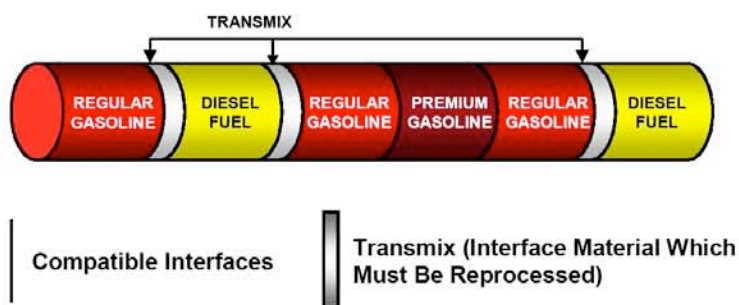 TRANSMIX
REGULAR
GASOLINE
DIESEL
FUEL
REGULAR
GASOLINE
PREMIUM
GASOLINE
REGULAR
GASOLINE
DIESEL
FUEL
Compatible Interfaces
Transmix (Interface Material Which
Must Be Reprocessed)